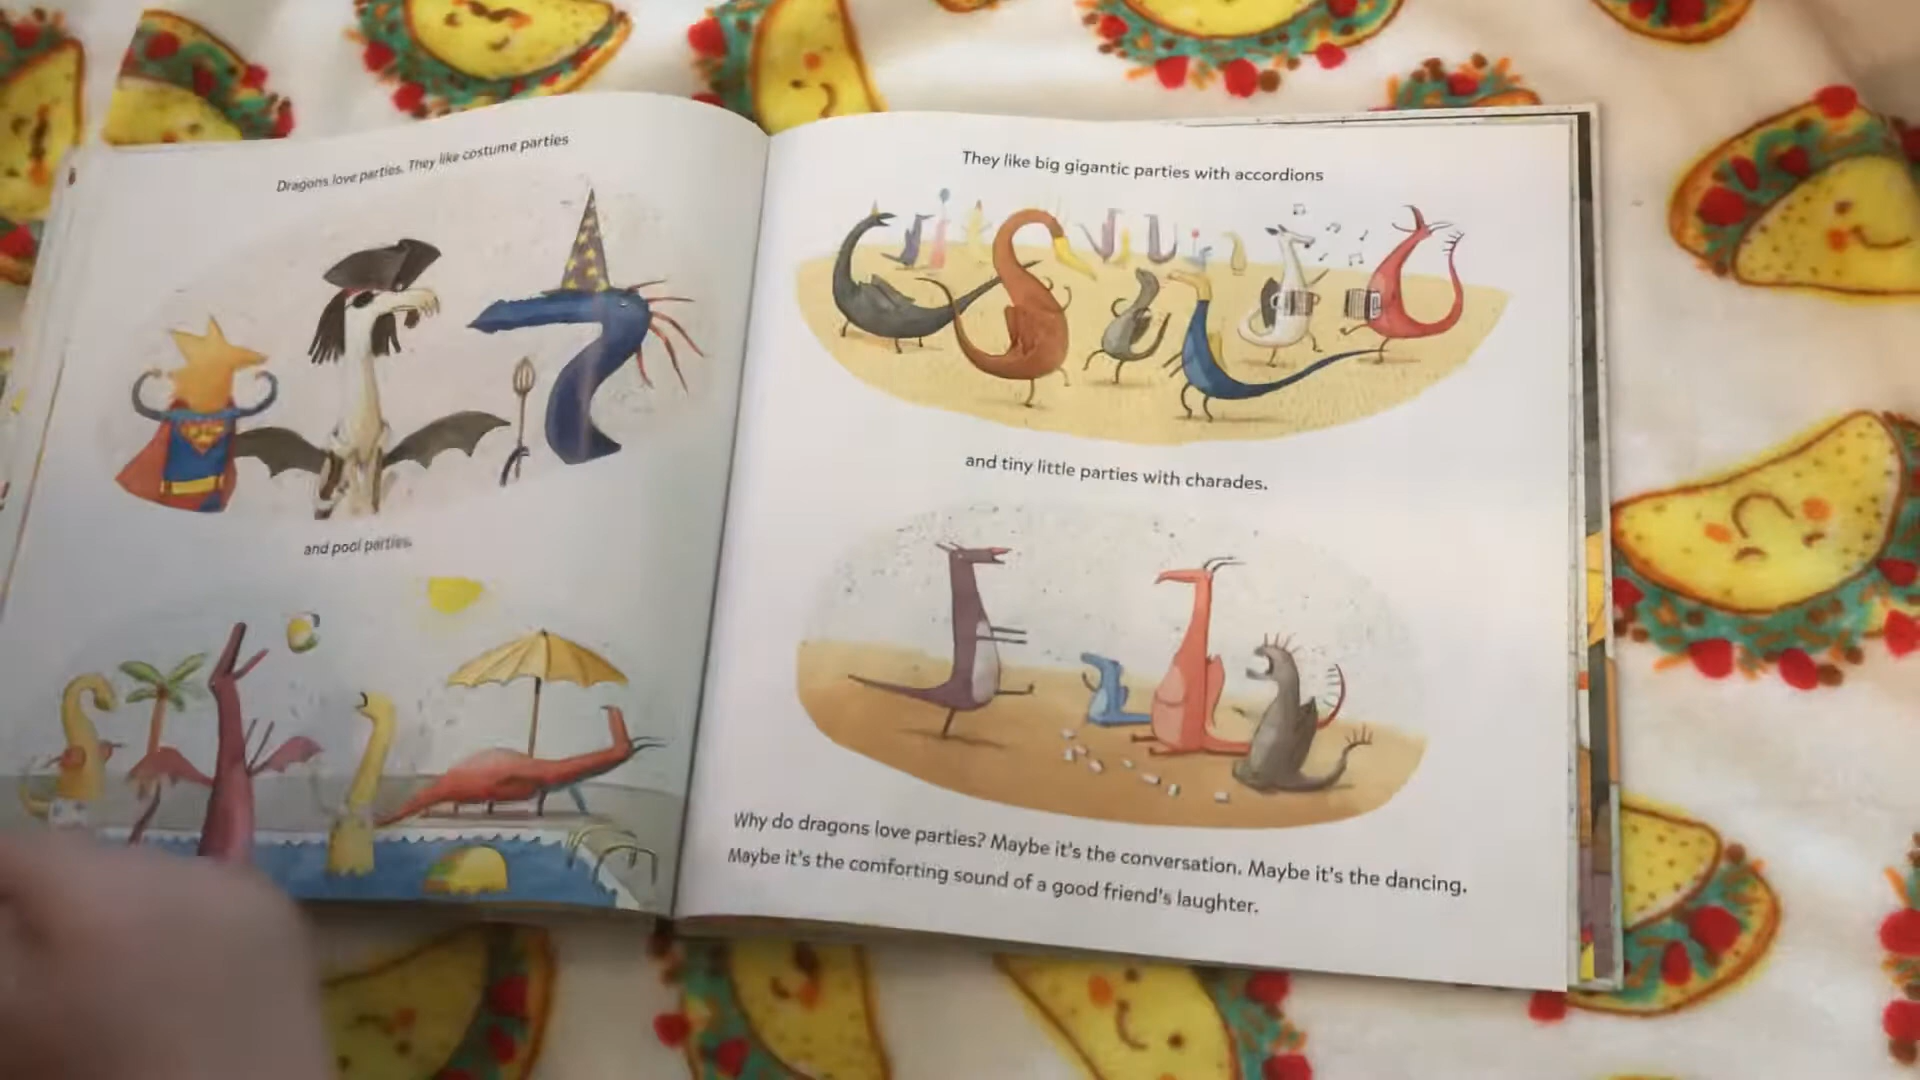 Dragons love parties. They like costume parties
and pool parties.
They like big gigantic parties with accordions
and tiny little parties with charades.
Why do dragons love parties? Maybe it's the conversation. Maybe it's the dancing.
Maybe it's the comforting sound of a good friend's laughter.